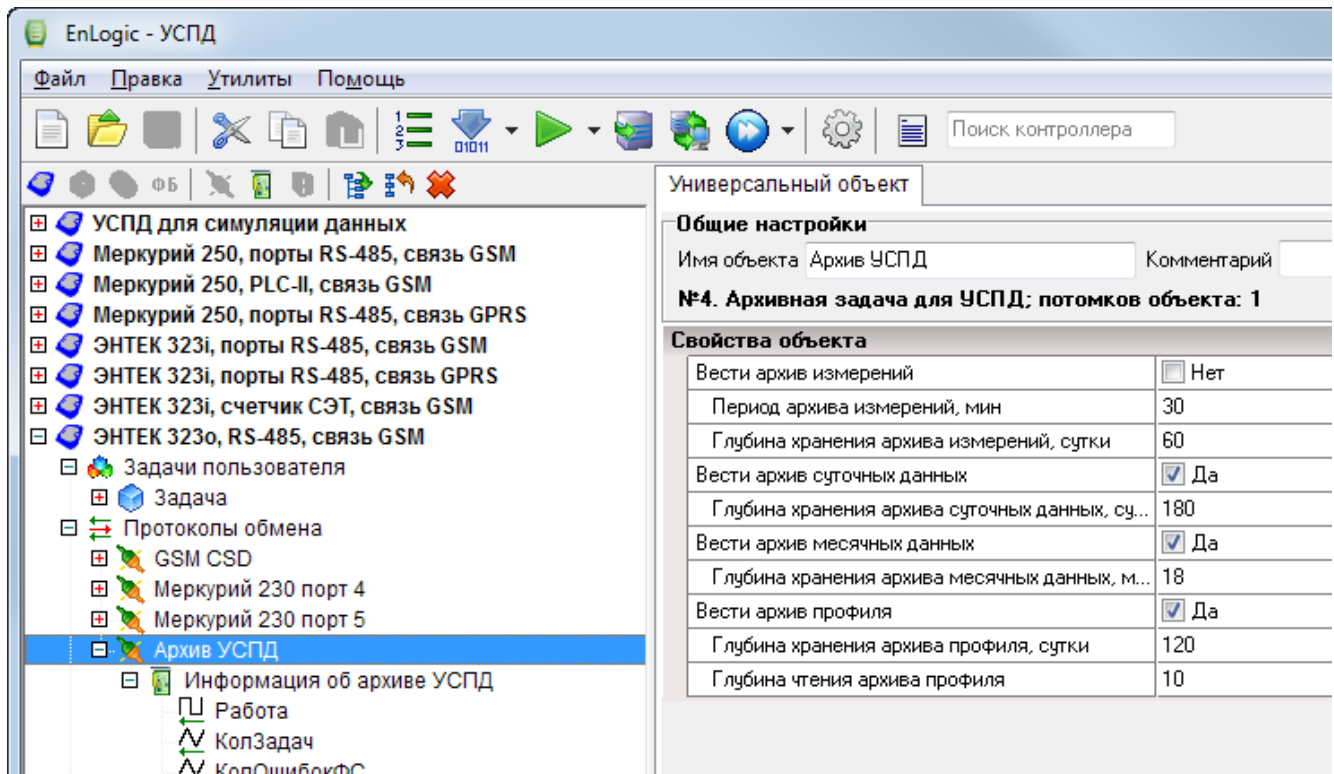 EnLogic - УСПД
Файл Правка Утилиты Помощь
1
2
3
01011
Поиск контроллера
ФБ
УСПД для симуляции данных
Меркурий 250, порты RS-485, связь GSM
Меркурий 250, PLC-II, связь GSM
Меркурий 250, порты RS-485, связь GPRS
ЭНТЕК 323i, порты RS-485, связь GSM
ЭНТЕК 323i, порты RS-485, связь GPRS
ЭНТЕК 323i, счетчик СЭТ, связь GSM
ЭНТЕК 323o, RS-485, связь GSM
Задачи пользователя
Задача
Протоколы обмена
GSM CSD
Меркурий 230 порт 4
Меркурий 230 порт 5
Архив УСПД
Информация об архиве УСПД
Работа
КолЗадач
КолОшибокФС
Универсальный объект
Общие настройки
Имя объекта Архив УСПД Комментарий
№4. Архивная задача для УСПД; потомков объекта: 1
Свойства объекта
Вести архив измерений Нет
Период архива измерений, мин 30
Глубина хранения архива измерений, сутки 60
Вести архив суточных данных Да
Глубина хранения архива суточных данных, су... 180
Вести архив месячных данных Да
Глубина хранения архива месячных данных, м... 18
Вести архив профиля Да
Глубина хранения архива профиля, сутки 120
Глубина чтения архива профиля 10